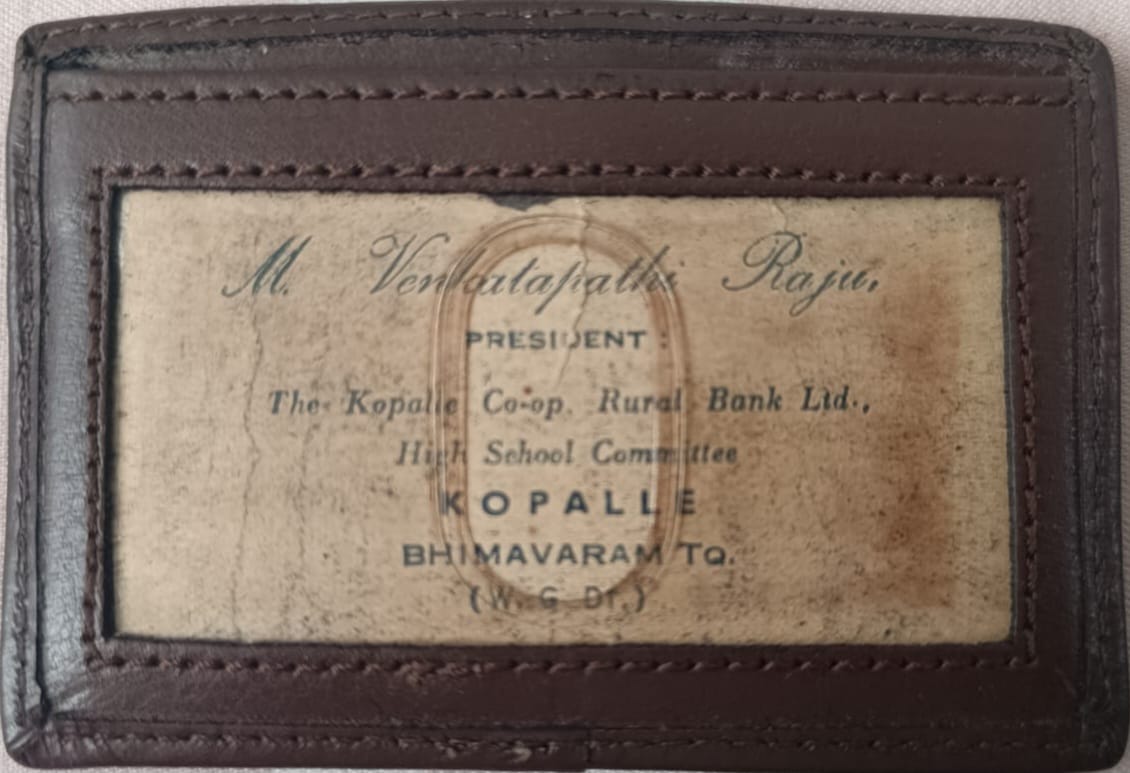 M. Venkatapathi Raju.
PRESIDENT :
The Kopalle Co-op. Rural Bank Ltd.,
High School Committee
KOPALLE
BHIMAVARAM TQ.
(W. G. DT.)